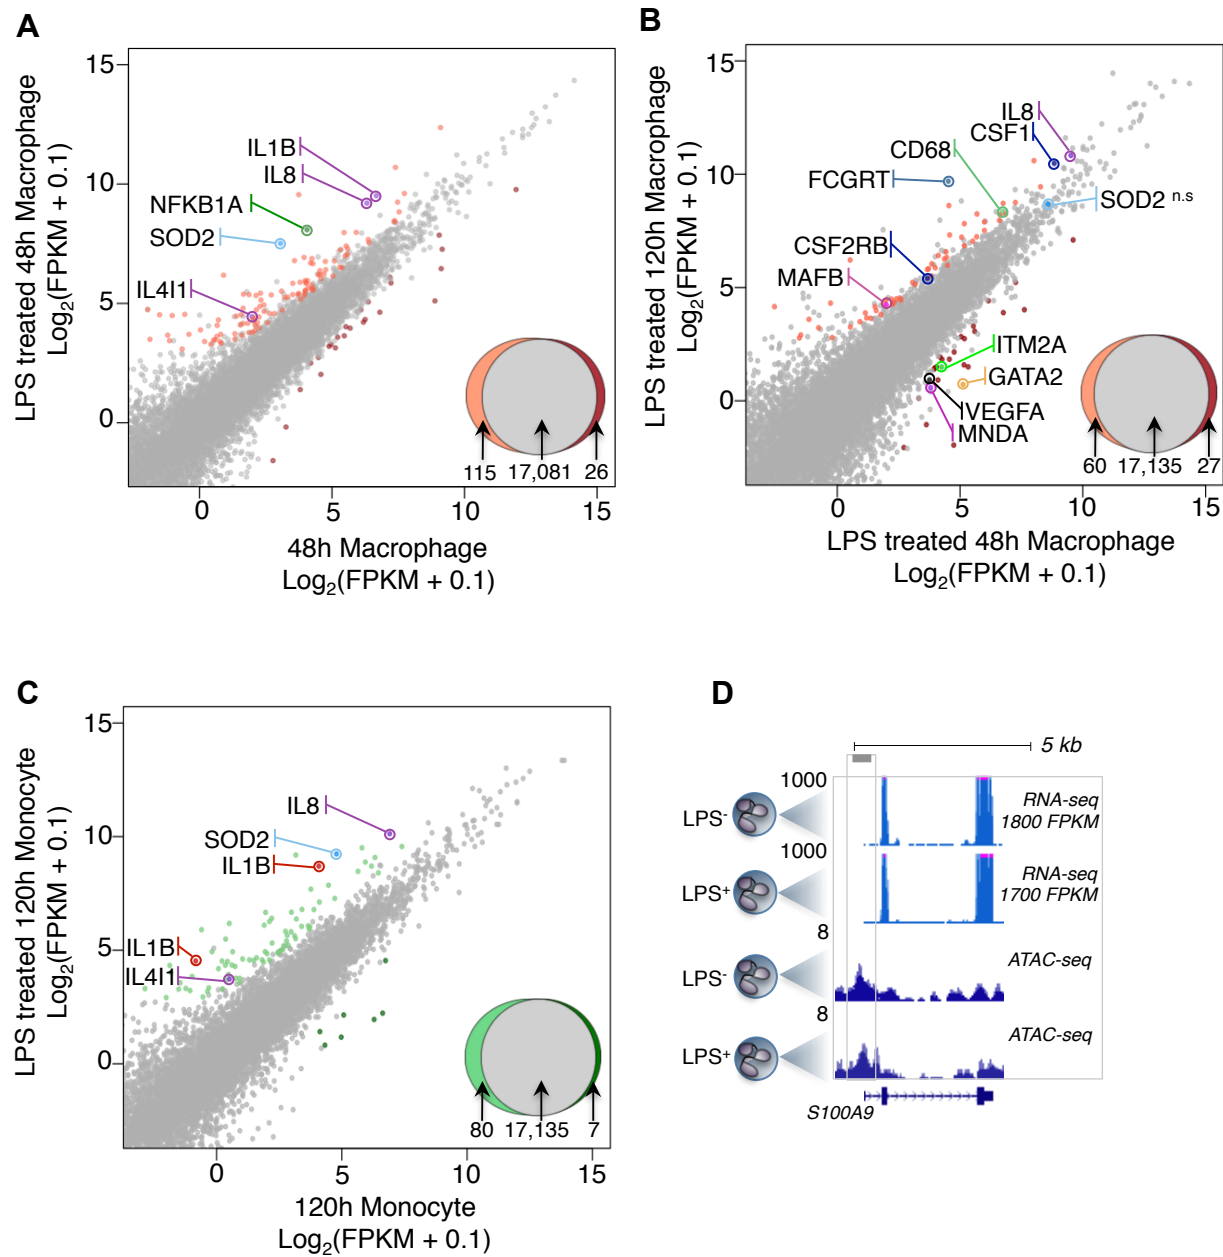 A
LPS treated 48h Macrophage
Log2(FPKM + 0.1)
15
10
5
0
IL1B
IL8
NFKB1A
SOD2
IL4I1
115
17,081
26
0
5
10
15
48h Macrophage
Log2(FPKM + 0.1)
B
LPS treated 120h Macrophage
Log2(FPKM + 0.1)
15
10
5
0
IL8
CSF1
CD68
FCGRT
SOD2 n.s
CSF2RB
MAFB
ITM2A
GATA2
VEGFA
MNDA
60
17,135
27
0
5
10
15
LPS treated 48h Macrophage
Log2(FPKM + 0.1)
C
LPS treated 120h Monocyte
Log2(FPKM + 0.1)
15
10
5
0
IL8
SOD2
IL1B
IL1B
IL4I1
80
17,135
7
0
5
10
15
120h Monocyte
Log2(FPKM + 0.1)
D
5 kb
1000
LPS-
RNA-seq
1800 FPKM
1000
LPS+
RNA-seq
1700 FPKM
8
LPS-
ATAC-seq
8
LPS+
ATAC-seq
S100A9